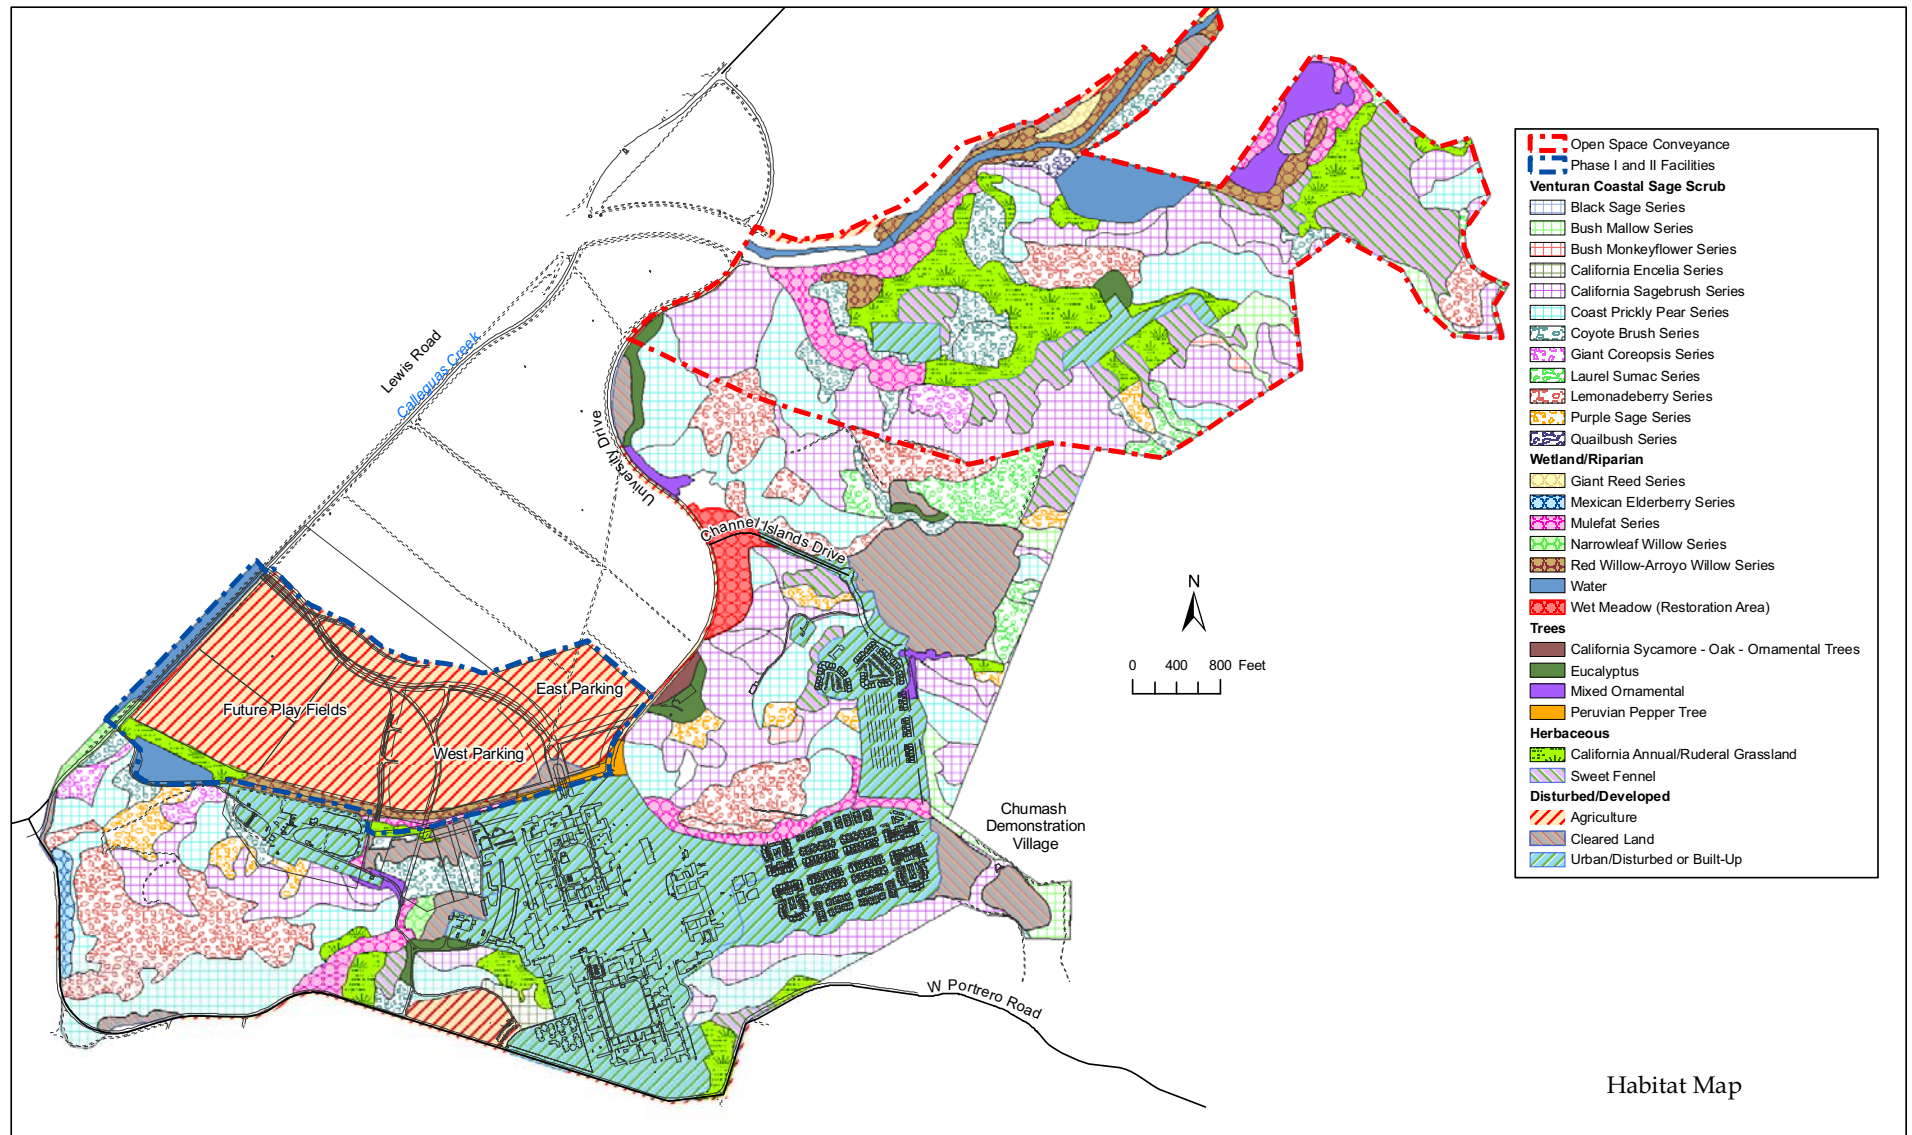 Lewis Road
Calleguas Creek
University Drive
Channel Islands Drive
Future Play Fields
East Parking
West Parking
Chumash
Demonstration
Village
W Portrero Road
N
0 400 800 Feet
Open Space Conveyance
Phase I and II Facilities
Venturan Coastal Sage Scrub
Black Sage Series
Bush Mallow Series
Bush Monkeyflower Series
California Encelia Series
California Sagebrush Series
Coast Prickly Pear Series
Coyote Brush Series
Giant Coreopsis Series
Laurel Sumac Series
Lemonadeberry Series
Purple Sage Series
Quailbush Series
Wetland/Riparian
Giant Reed Series
Mexican Elderberry Series
Mulefat Series
Narrowleaf Willow Series
Red Willow-Arroyo Willow Series
Water
Wet Meadow (Restoration Area)
Trees
California Sycamore - Oak - Ornamental Trees
Eucalyptus
Mixed Ornamental
Peruvian Pepper Tree
Herbaceous
California Annual/Ruderal Grassland
Sweet Fennel
Disturbed/Developed
Agriculture
Cleared Land
Urban/Disturbed or Built-Up
Habitat Map